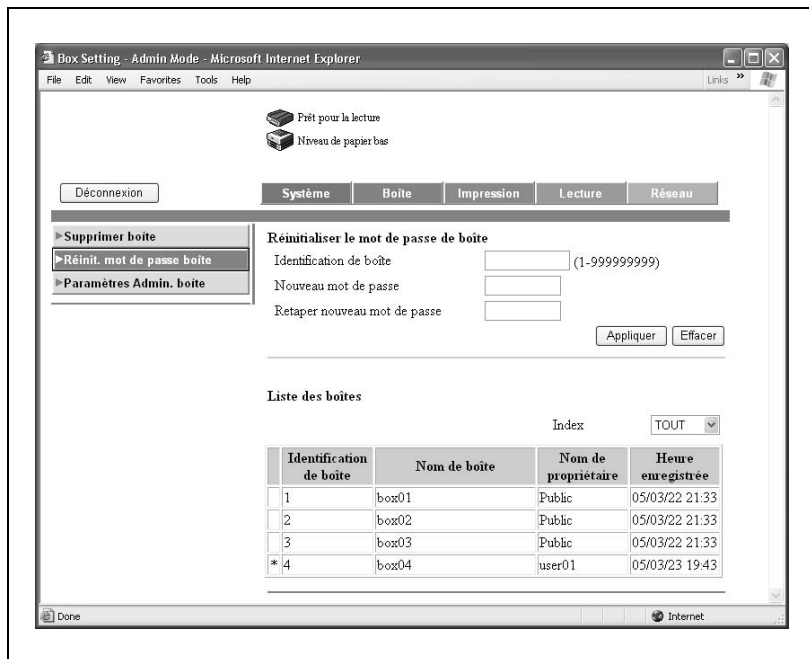 Box Setting - Admin Mode - Microsoft Internet Explorer
File Edit View Favorites Tools Help Links »
Prêt pour la lecture
Niveau de papier bas
Déconnexion
Système Boîte Impression Lecture Réseau
Supprimer boîte
Réinit. mot de passe boîte
Paramètres Admin. boîte
Réinitialiser le mot de passe de boîte
Identification de boîte (1-999999999)
Nouveau mot de passe
Retaper nouveau mot de passe
Appliquer Effacer
Liste des boîtes
Index TOUT
Identification de boîte Nom de boîte Nom de propriétaire Heure enregistrée
1 box01 Public 05/03/22 21:33
2 box02 Public 05/03/22 21:33
3 box03 Public 05/03/22 21:33
* 4 box04 user01 05/03/23 19:43
Done Internet